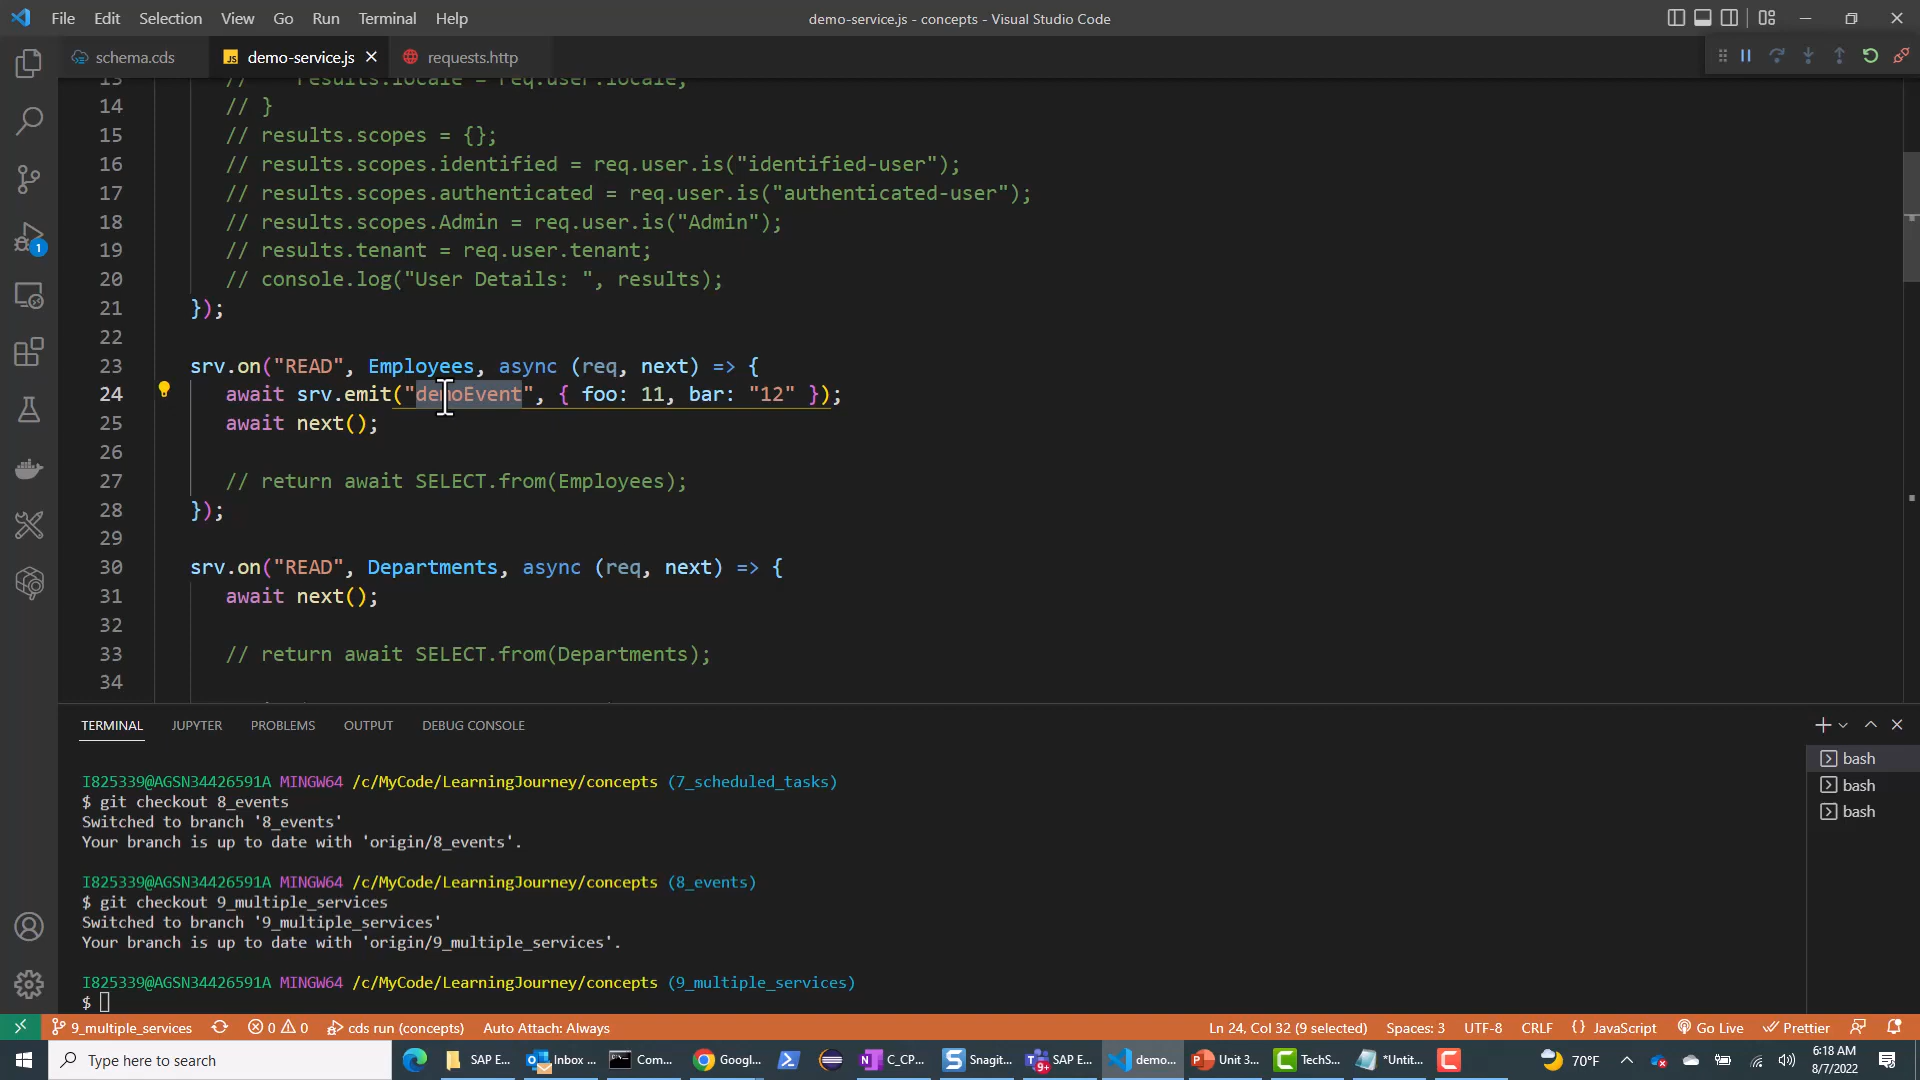 File Edit Selection View Go Run Terminal Help
demo-service.js - concepts - Visual Studio Code
schema.cds
JS demo-service.js
requests.http
13 // results.locale = req.user.locale;
14 // }
15 // results.scopes = {};
16 // results.scopes.identified = req.user.is("identified-user");
17 // results.scopes.authenticated = req.user.is("authenticated-user");
18 // results.scopes.Admin = req.user.is("Admin");
19 // results.tenant = req.user.tenant;
20 // console.log("User Details: ", results);
21 });
22
23 srv.on("READ", Employees, async (req, next) => {
24 await srv.emit("demoEvent", { foo: 11, bar: "12" });
25 await next();
26
27 // return await SELECT.from(Employees);
28 });
29
30 srv.on("READ", Departments, async (req, next) => {
31 await next();
32
33 // return await SELECT.from(Departments);
34
1
TERMINAL JUPYTER PROBLEMS OUTPUT DEBUG CONSOLE
I825339@AGSN34426591A MINGW64 /c/MyCode/LearningJourney/concepts (7_scheduled_tasks)
$ git checkout 8_events
Switched to branch '8_events'
Your branch is up to date with 'origin/8_events'.
I825339@AGSN34426591A MINGW64 /c/MyCode/LearningJourney/concepts (8_events)
$ git checkout 9_multiple_services
Switched to branch '9_multiple_services'
Your branch is up to date with 'origin/9_multiple_services'.
I825339@AGSN34426591A MINGW64 /c/MyCode/LearningJourney/concepts (9_multiple_services)
$
bash
bash
bash
9_multiple_services 0 0 cds run (concepts) Auto Attach: Always Ln 24, Col 32 (9 selected) Spaces: 3 UTF-8 CRLF {} JavaScript Go Live Prettier
Type here to search
SAP E... Inbox ... Com... Googl... C_CP... Snagit... SAP E... demo... Unit 3... TechS... *Untit...
9+
70°F
6:18 AM
8/7/2022